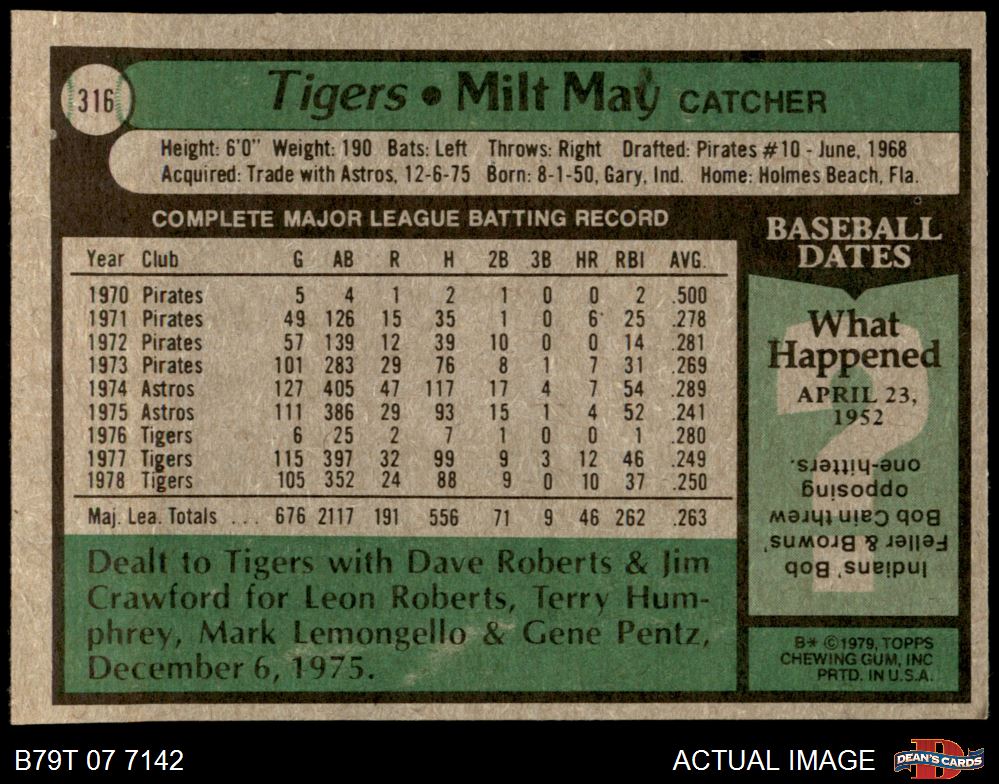 316
Tigers • Milt May CATCHER
Height: 6'0" Weight: 190 Bats: Left Throws: Right Drafted: Pirates #10 - June, 1968
Acquired: Trade with Astros, 12-6-75 Born: 8-1-50, Gary, Ind. Home: Holmes Beach, Fla.
COMPLETE MAJOR LEAGUE BATTING RECORD
Year Club G AB R H 2B 3B HR RBI AVG.
1970 Pirates 5 4 1 2 1 0 0 2 .500
1971 Pirates 49 126 15 35 1 0 6 25 .278
1972 Pirates 57 139 12 39 10 0 0 14 .281
1973 Pirates 101 283 29 76 8 1 7 31 .269
1974 Astros 127 405 47 117 17 4 7 54 .289
1975 Astros 111 386 29 93 15 1 4 52 .241
1976 Tigers 6 25 2 7 1 0 0 1 .280
1977 Tigers 115 397 32 99 9 3 12 46 .249
1978 Tigers 105 352 24 88 9 0 10 37 .250
Maj. Lea. Totals ... 676 2117 191 556 71 9 46 262 .263
Dealt to Tigers with Dave Roberts & Jim
Crawford for Leon Roberts, Terry Hum-
phrey, Mark Lemongello & Gene Pentz,
December 6, 1975.
BASEBALL
DATES
What
Happened
APRIL 23,
1952
?
Indians' Bob
Feller & Browns'
Bob Cain threw
opposing
one-hitters.
B* ©1979, TOPPS
CHEWING GUM, INC
PRTD. IN U.S.A.
B79T 07 7142
ACTUAL IMAGE
DEAN'S CARDS